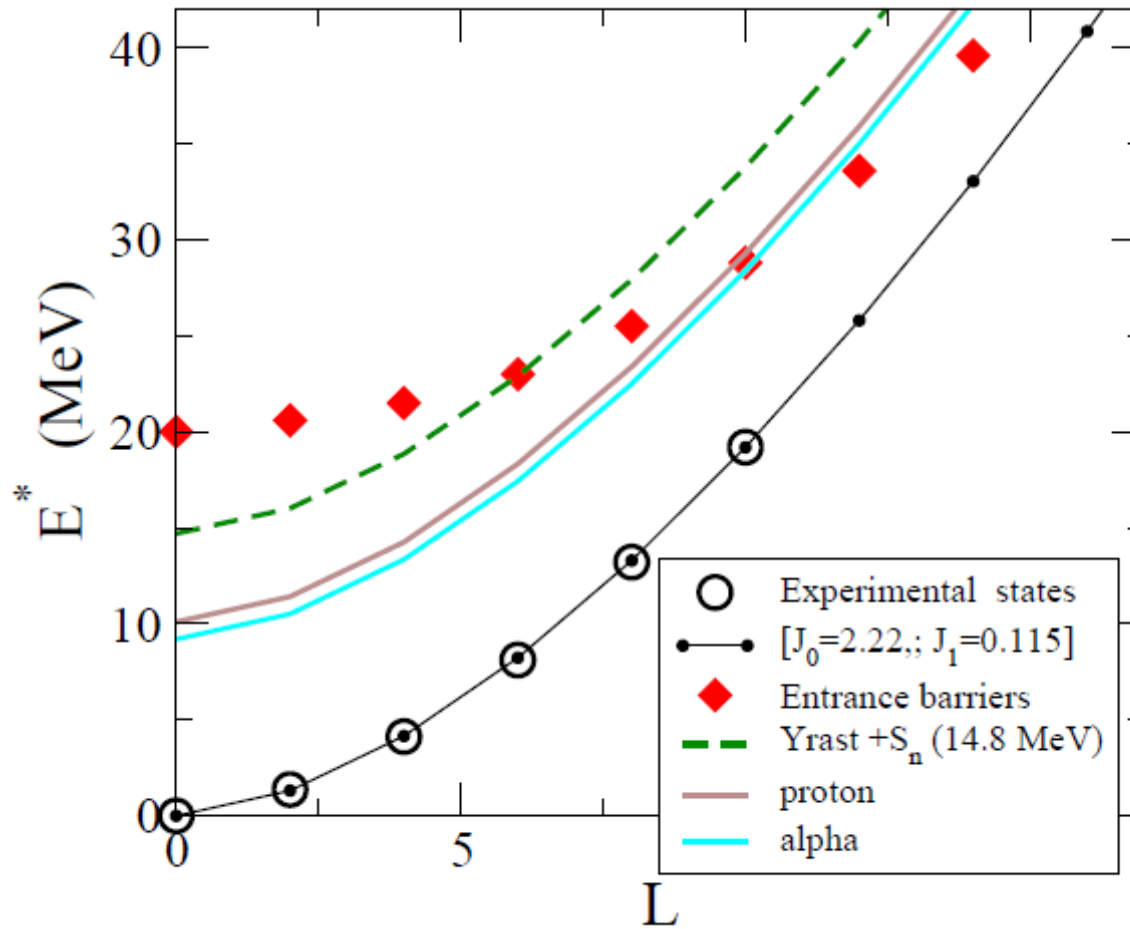 40
30
20
10
0
0
5
E* (MeV)
L
Experimental states
[J₀=2.22,; J₁=0.115]
Entrance barriers
Yrast +Sₙ (14.8 MeV)
proton
alpha